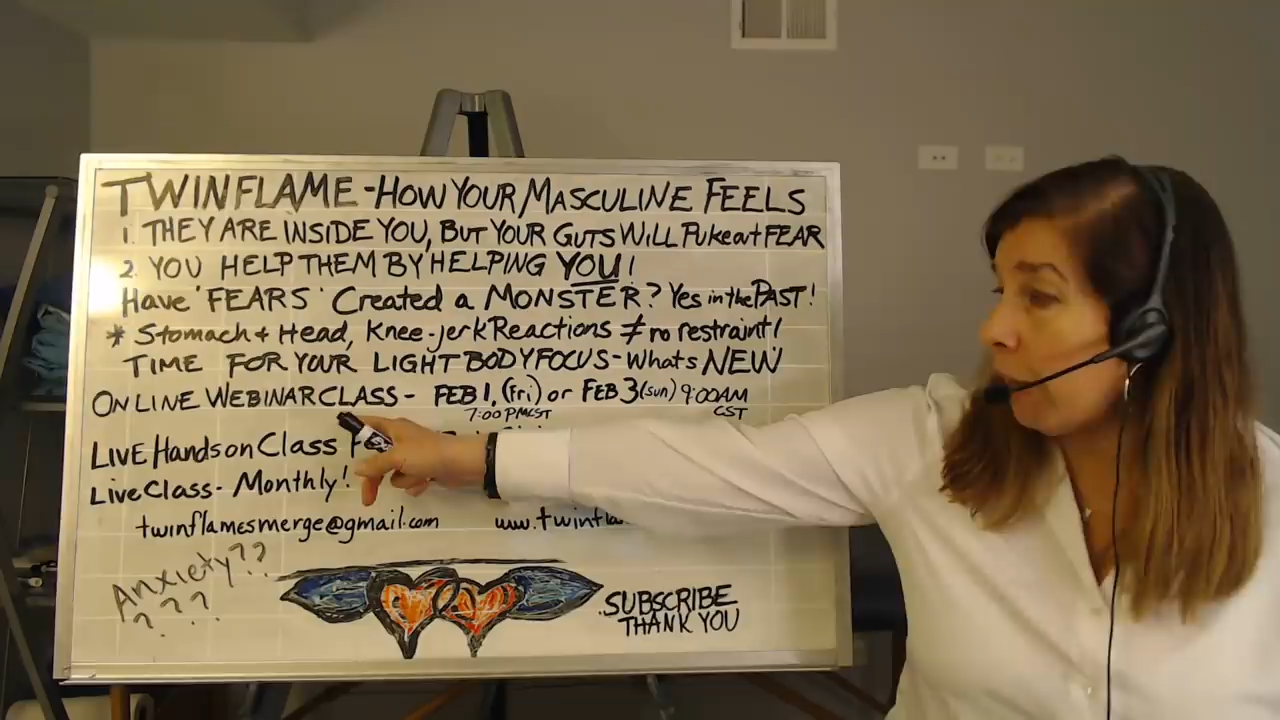 TWINFLAME-HOW YOUR MASCULINE FEELS
1. THEY ARE INSIDE YOU, BUT YOUR GUTS WILL PUKE at FEAR
2. YOU HELP THEM BY HELPING YOU!
Have 'FEARS' Created a MONSTER? Yes in the PAST!
* Stomach + Head, Knee-jerk Reactions ≠ no restraint!
TIME FOR YOUR LIGHT BODY FOCUS - What's NEW
ONLINE WEBINAR CLASS - FEB 1, (Fri) or FEB 3 (sun) 9:00AM
7:00 PM CST CST
LIVE Hands on Class
Live Class - Monthly!
twinflamesmerge@gmail.com www.twinfla
Anxiety??
???
SUBSCRIBE
THANK YOU